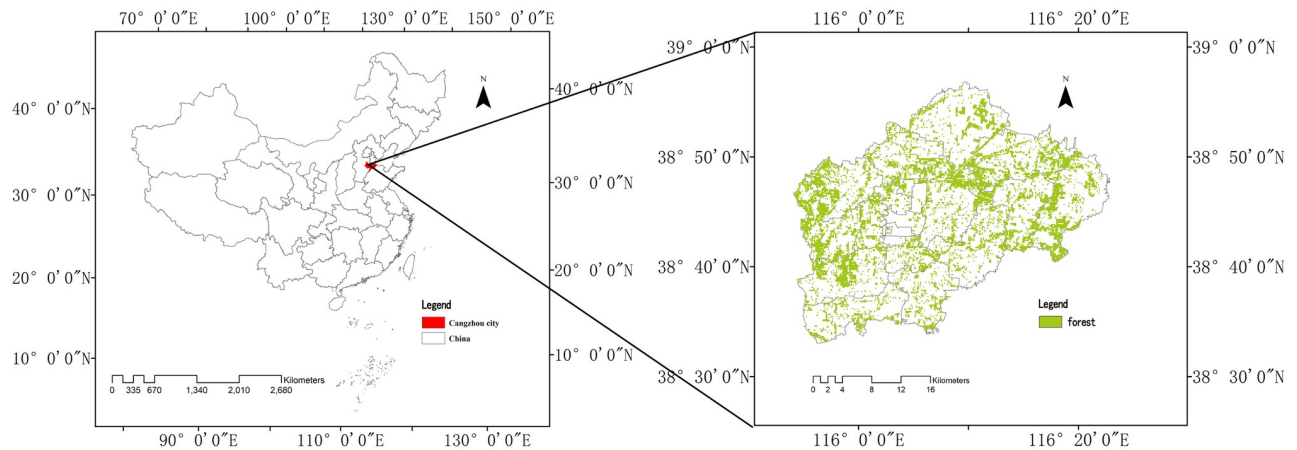 70° 0'0"E 100° 0'0"E 130° 0'0"E 150° 0'0"E
40° 0'0"N
30° 0'0"N
20° 0'0"N
10° 0'0"N
N
40° 0'0"N
30° 0'0"N
20° 0'0"N
10° 0'0"N
Legend
Cangzhou city
China
Kilometers
0 335 670 1,340 2,010 2,680
90° 0'0"E 110° 0'0"E 130° 0'0"E
116° 0'0"E 116° 20'0"E
39° 0'0"N
38° 50'0"N
38° 40'0"N
38° 30'0"N
N
39° 0'0"N
38° 50'0"N
38° 40'0"N
38° 30'0"N
Legend
forest
Kilometers
0 2 4 8 12 16
116° 0'0"E 116° 20'0"E